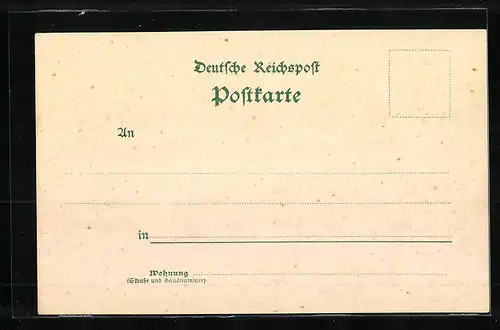 Deutsche Reichspost
Postkarte
An
in
Wohnung
(Straße und Hausnummer)